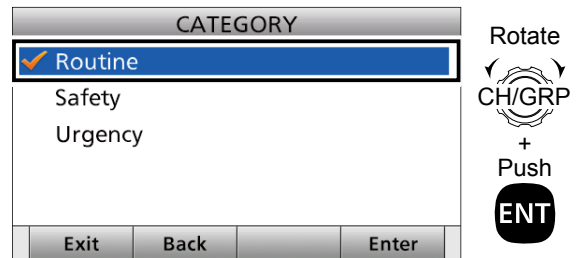 CATEGORY
Routine
Safety
Urgency
Exit Back Enter
Rotate
CH/GRP
+
Push
ENT